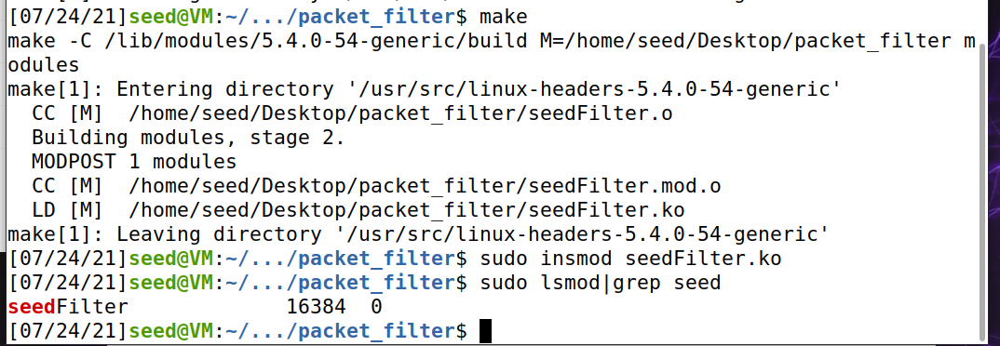 [07/24/21]seed@VM:~/.../packet_filter$ make
make -C /lib/modules/5.4.0-54-generic/build M=/home/seed/Desktop/packet_filter m
odules
make[1]: Entering directory '/usr/src/linux-headers-5.4.0-54-generic'
  CC [M]  /home/seed/Desktop/packet_filter/seedFilter.o
  Building modules, stage 2.
  MODPOST 1 modules
  CC [M]  /home/seed/Desktop/packet_filter/seedFilter.mod.o
  LD [M]  /home/seed/Desktop/packet_filter/seedFilter.ko
make[1]: Leaving directory '/usr/src/linux-headers-5.4.0-54-generic'
[07/24/21]seed@VM:~/.../packet_filter$ sudo insmod seedFilter.ko
[07/24/21]seed@VM:~/.../packet_filter$ sudo lsmod|grep seed
seedFilter             16384  0
[07/24/21]seed@VM:~/.../packet_filter$